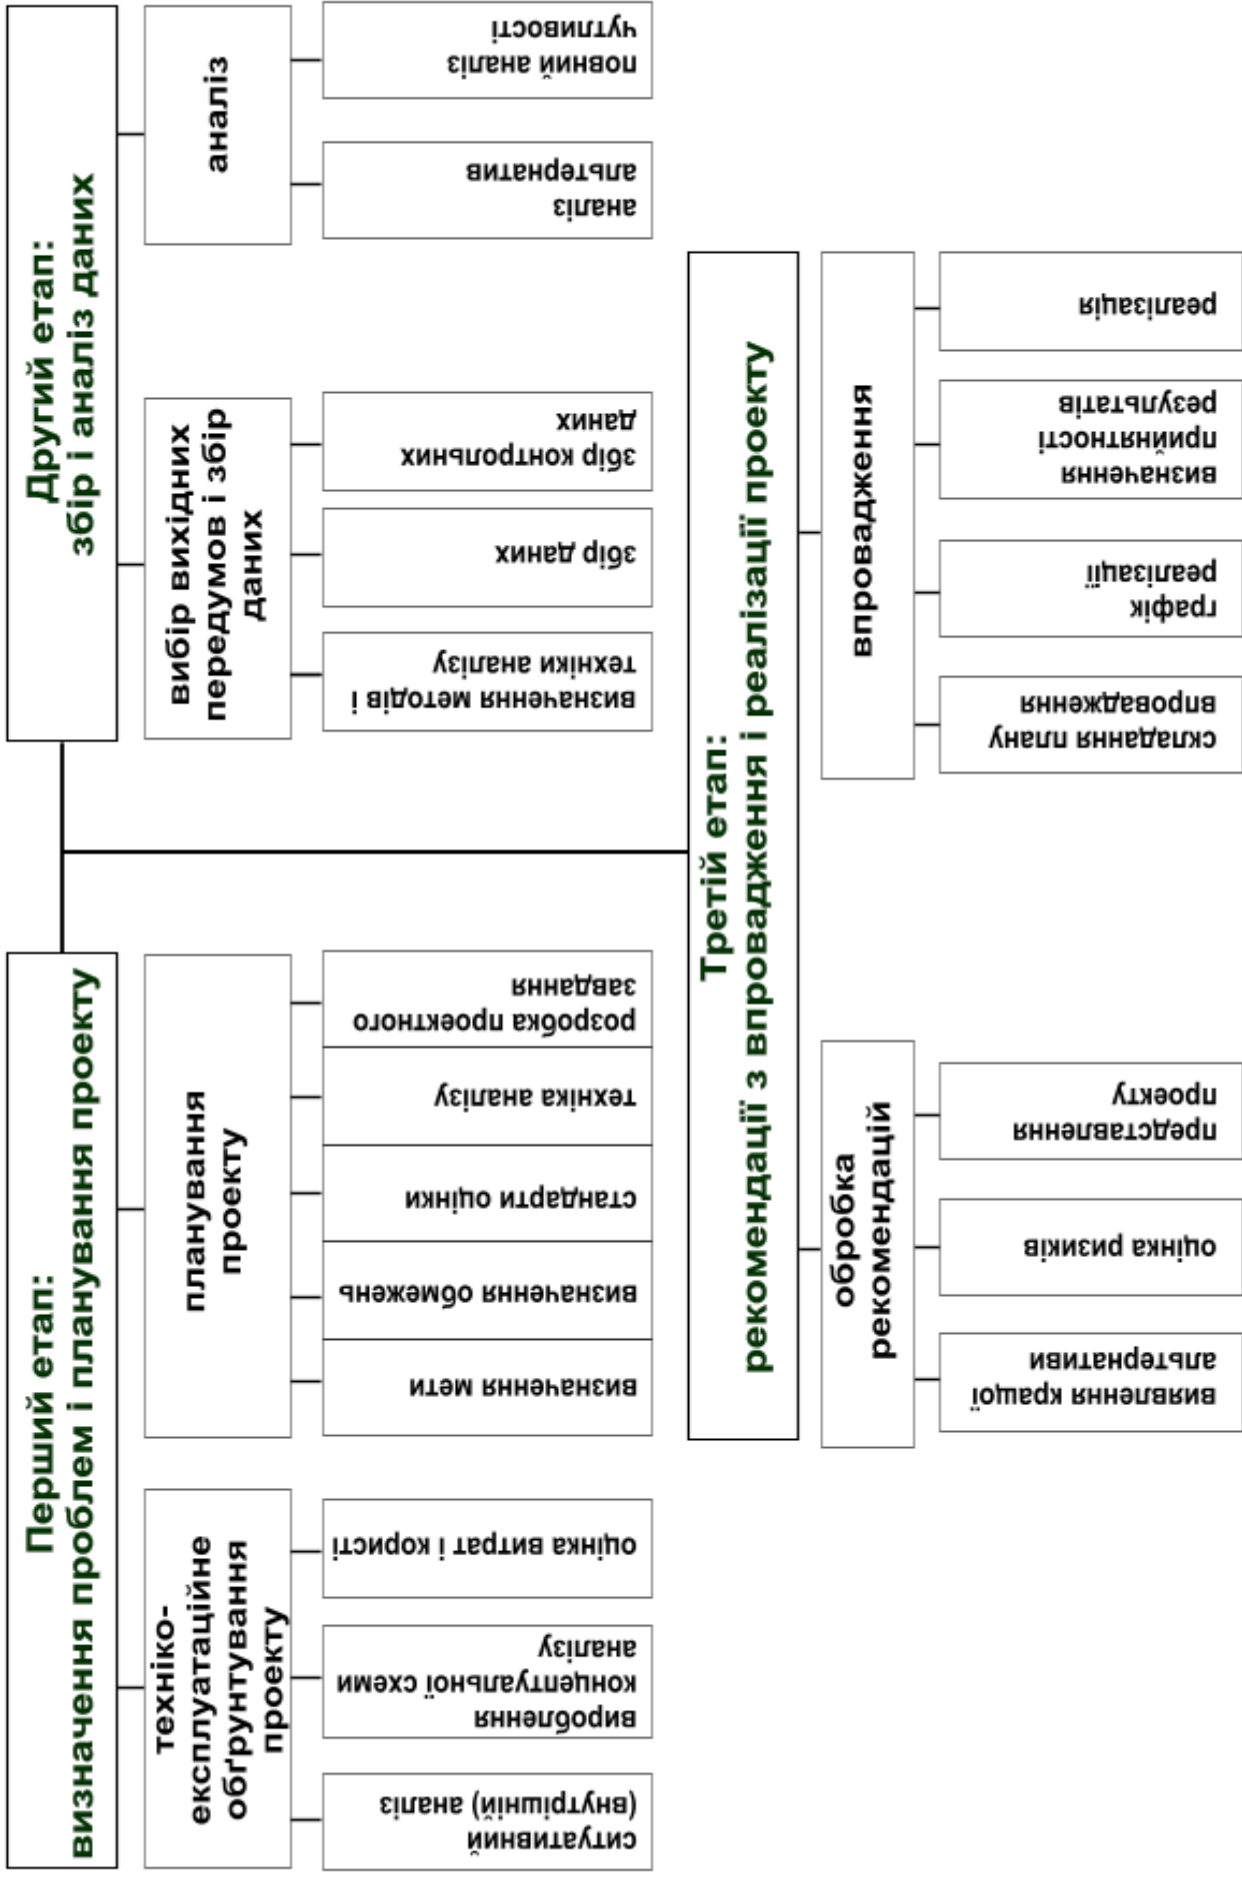 Перший етап:
визначення проблем і планування проекту
техніко-
експлуатаційне
обґрунтування
проекту
ситуативний
(внутрішній) аналіз
вироблення
концептуальної схеми
аналізу
оцінка витрат і користі
планування
проекту
визначення мети
визначення обмежень
стандарти оцінки
техніка аналізу
розробка проектного
завдання
Другий етап:
збір і аналіз даних
вибір вихідних
передумов і збір
даних
визначення методів і
техніки аналізу
збір даних
збір контрольних
даних
аналіз
аналіз
альтернатив
повний аналіз
чутливості
Третій етап:
рекомендації з впровадження і реалізації проекту
обробка
рекомендацій
виявлення кращої
альтернативи
оцінка ризиків
представлення
проекту
впровадження
складання плану
впровадження
графік
реалізації
визначення
прийнятності
результатів
реалізація